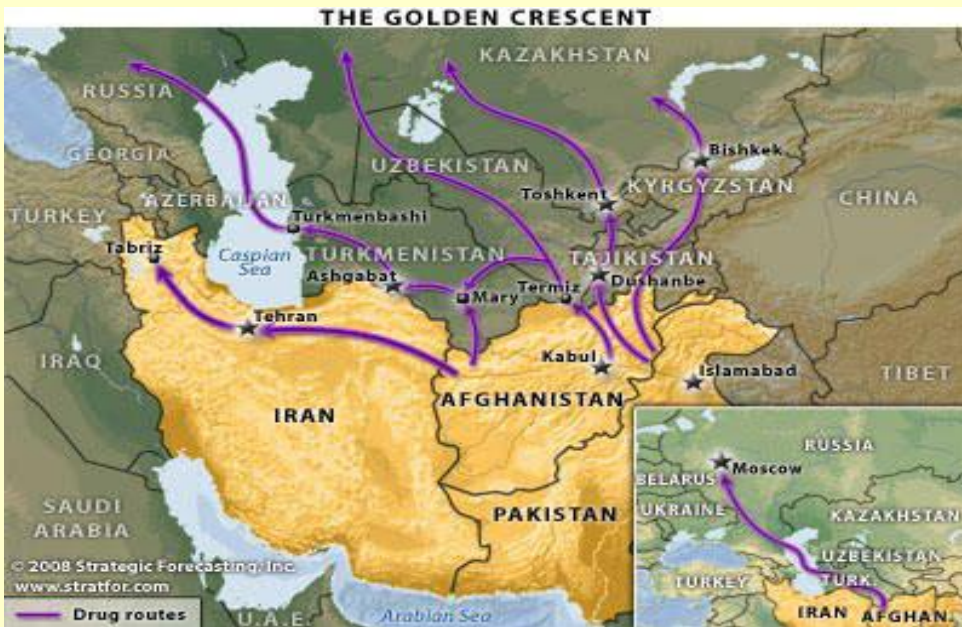 THE GOLDEN CRESCENT
KAZAKHSTAN
RUSSIA
GEORGIA
UZBEKISTAN
Bishkek
KYRGYZSTAN
Toshkent
CHINA
AZERBAIJAN
TURKEY
Turkmenbashi
Tabriz
Caspian
Sea
TURKMENISTAN
Ashgabat
TAJIKISTAN
Dushanbe
Mary
Termiz
Tehran
IRAQ
Kabul
Islamabad
TIBET
IRAN
AFGHANISTAN
SAUDI
ARABIA
PAKISTAN
© 2008 Strategic Forecasting, Inc.
www.stratfor.com
Drug routes
U.A.E.
Arabian Sea
RUSSIA
Moscow
BELARUS
UKRAINE
KAZAKHSTAN
UZBEKISTAN
TURKEY
TURK.
IRAN
AFGHAN.